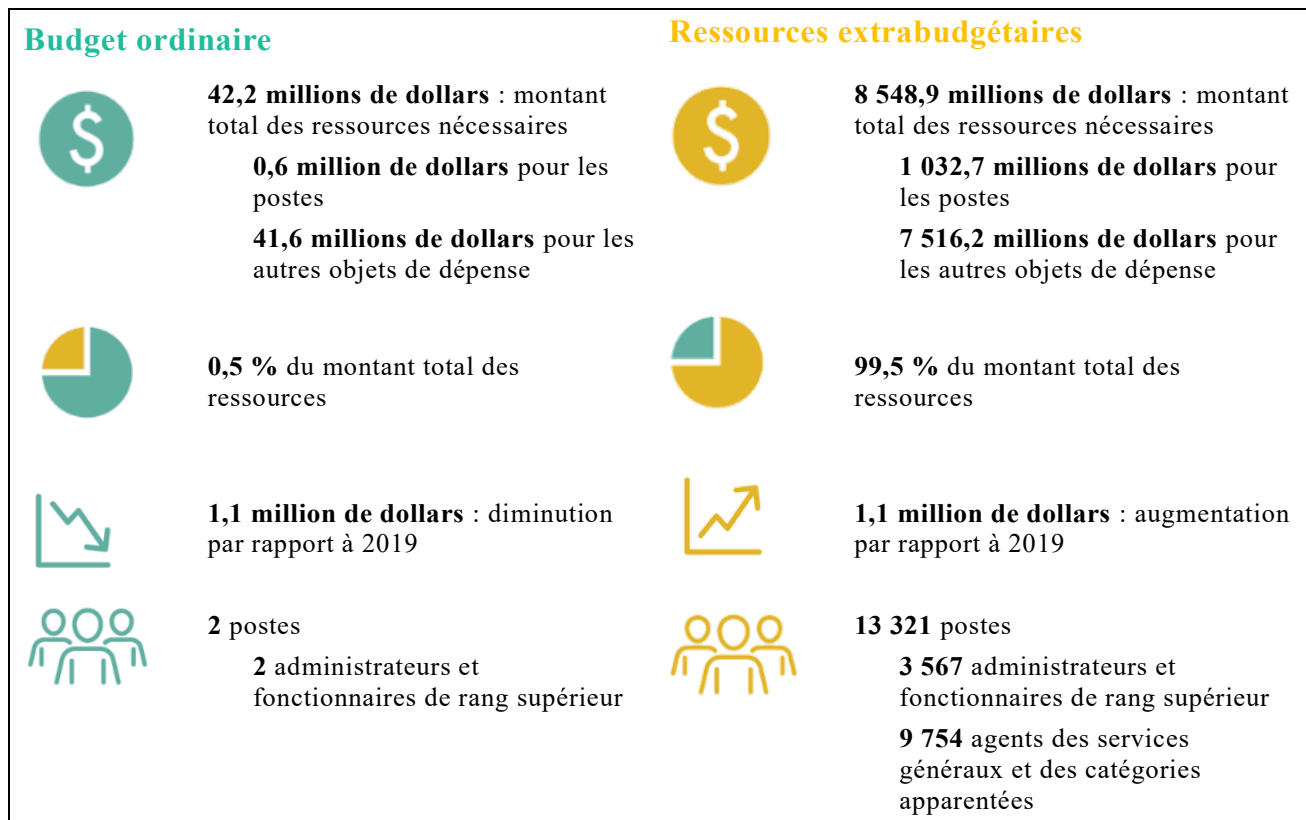 Budget ordinaire
42,2 millions de dollars : montant
total des ressources nécessaires
0,6 million de dollars pour les
postes
41,6 millions de dollars pour les
autres objets de dépense
0,5 % du montant total des
ressources
1,1 million de dollars : diminution
par rapport à 2019
2 postes
2 administrateurs et
fonctionnaires de rang supérieur
Ressources extrabudgétaires
8 548,9 millions de dollars : montant
total des ressources nécessaires
1 032,7 millions de dollars pour
les postes
7 516,2 millions de dollars pour
les autres objets de dépense
99,5 % du montant total des
ressources
1,1 million de dollars : augmentation
par rapport à 2019
13 321 postes
3 567 administrateurs et
fonctionnaires de rang supérieur
9 754 agents des services
généraux et des catégories
apparentées